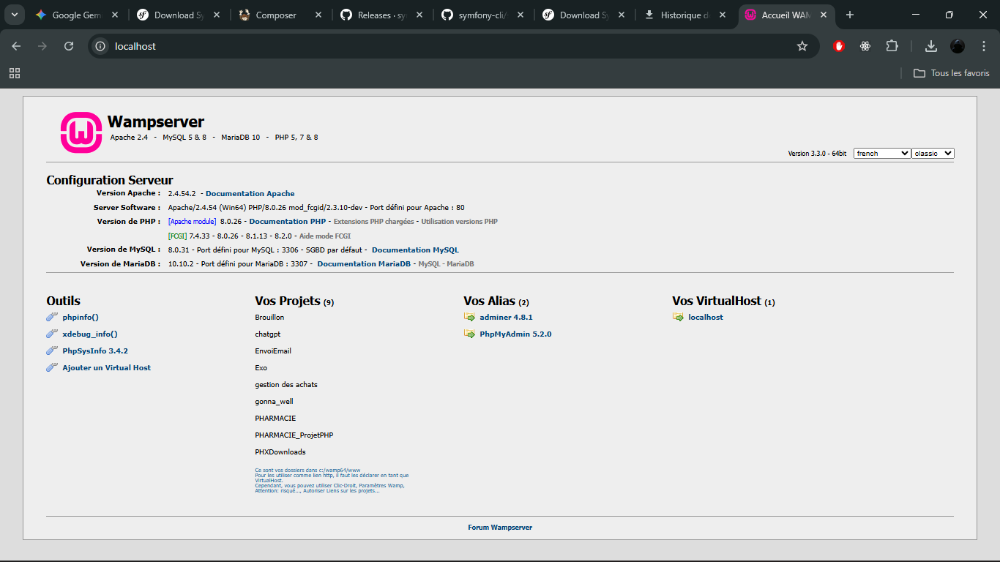 Google Gem
Download Sy
Composer
Releases · sy
symfony-cli/
Download Sy
Historique d
Accueil WAM
localhost
Tous les favoris
Wampserver
Apache 2.4 - MySQL 5 & 8 - MariaDB 10 - PHP 5, 7 & 8
Version 3.3.0 - 64bit french classic
Configuration Serveur
Version Apache : 2.4.54.2 - Documentation Apache
Server Software : Apache/2.4.54 (Win64) PHP/8.0.26 mod_fcgid/2.3.10-dev - Port défini pour Apache : 80
Version de PHP : [Apache module] 8.0.26 - Documentation PHP - Extensions PHP chargées - Utilisation versions PHP
[FCGI] 7.4.33 - 8.0.26 - 8.1.13 - 8.2.0 - Aide mode FCGI
Version de MySQL : 8.0.31 - Port défini pour MySQL : 3306 - SGBD par défaut - Documentation MySQL
Version de MariaDB : 10.10.2 - Port défini pour MariaDB : 3307 - Documentation MariaDB - MySQL - MariaDB
Outils
phpinfo()
xdebug_info()
PhpSysInfo 3.4.2
Ajouter un Virtual Host
Vos Projets (9)
Brouillon
chatgpt
EnvoiEmail
Exo
gestion des achats
gonna_well
PHARMACIE
PHARMACIE_ProjetPHP
PHXDownloads
Ce sont vos dossiers dans c:/wamp64/www
Pour les utiliser comme lien http, il faut les déclarer en tant que
VirtualHost.
Cependant, vous pouvez utiliser Clic-Droit, Paramètres Wamp,
Attention: risqué..., Autoriser Liens sur les projets...
Vos Alias (2)
adminer 4.8.1
PhpMyAdmin 5.2.0
Vos VirtualHost (1)
localhost
Forum Wampserver